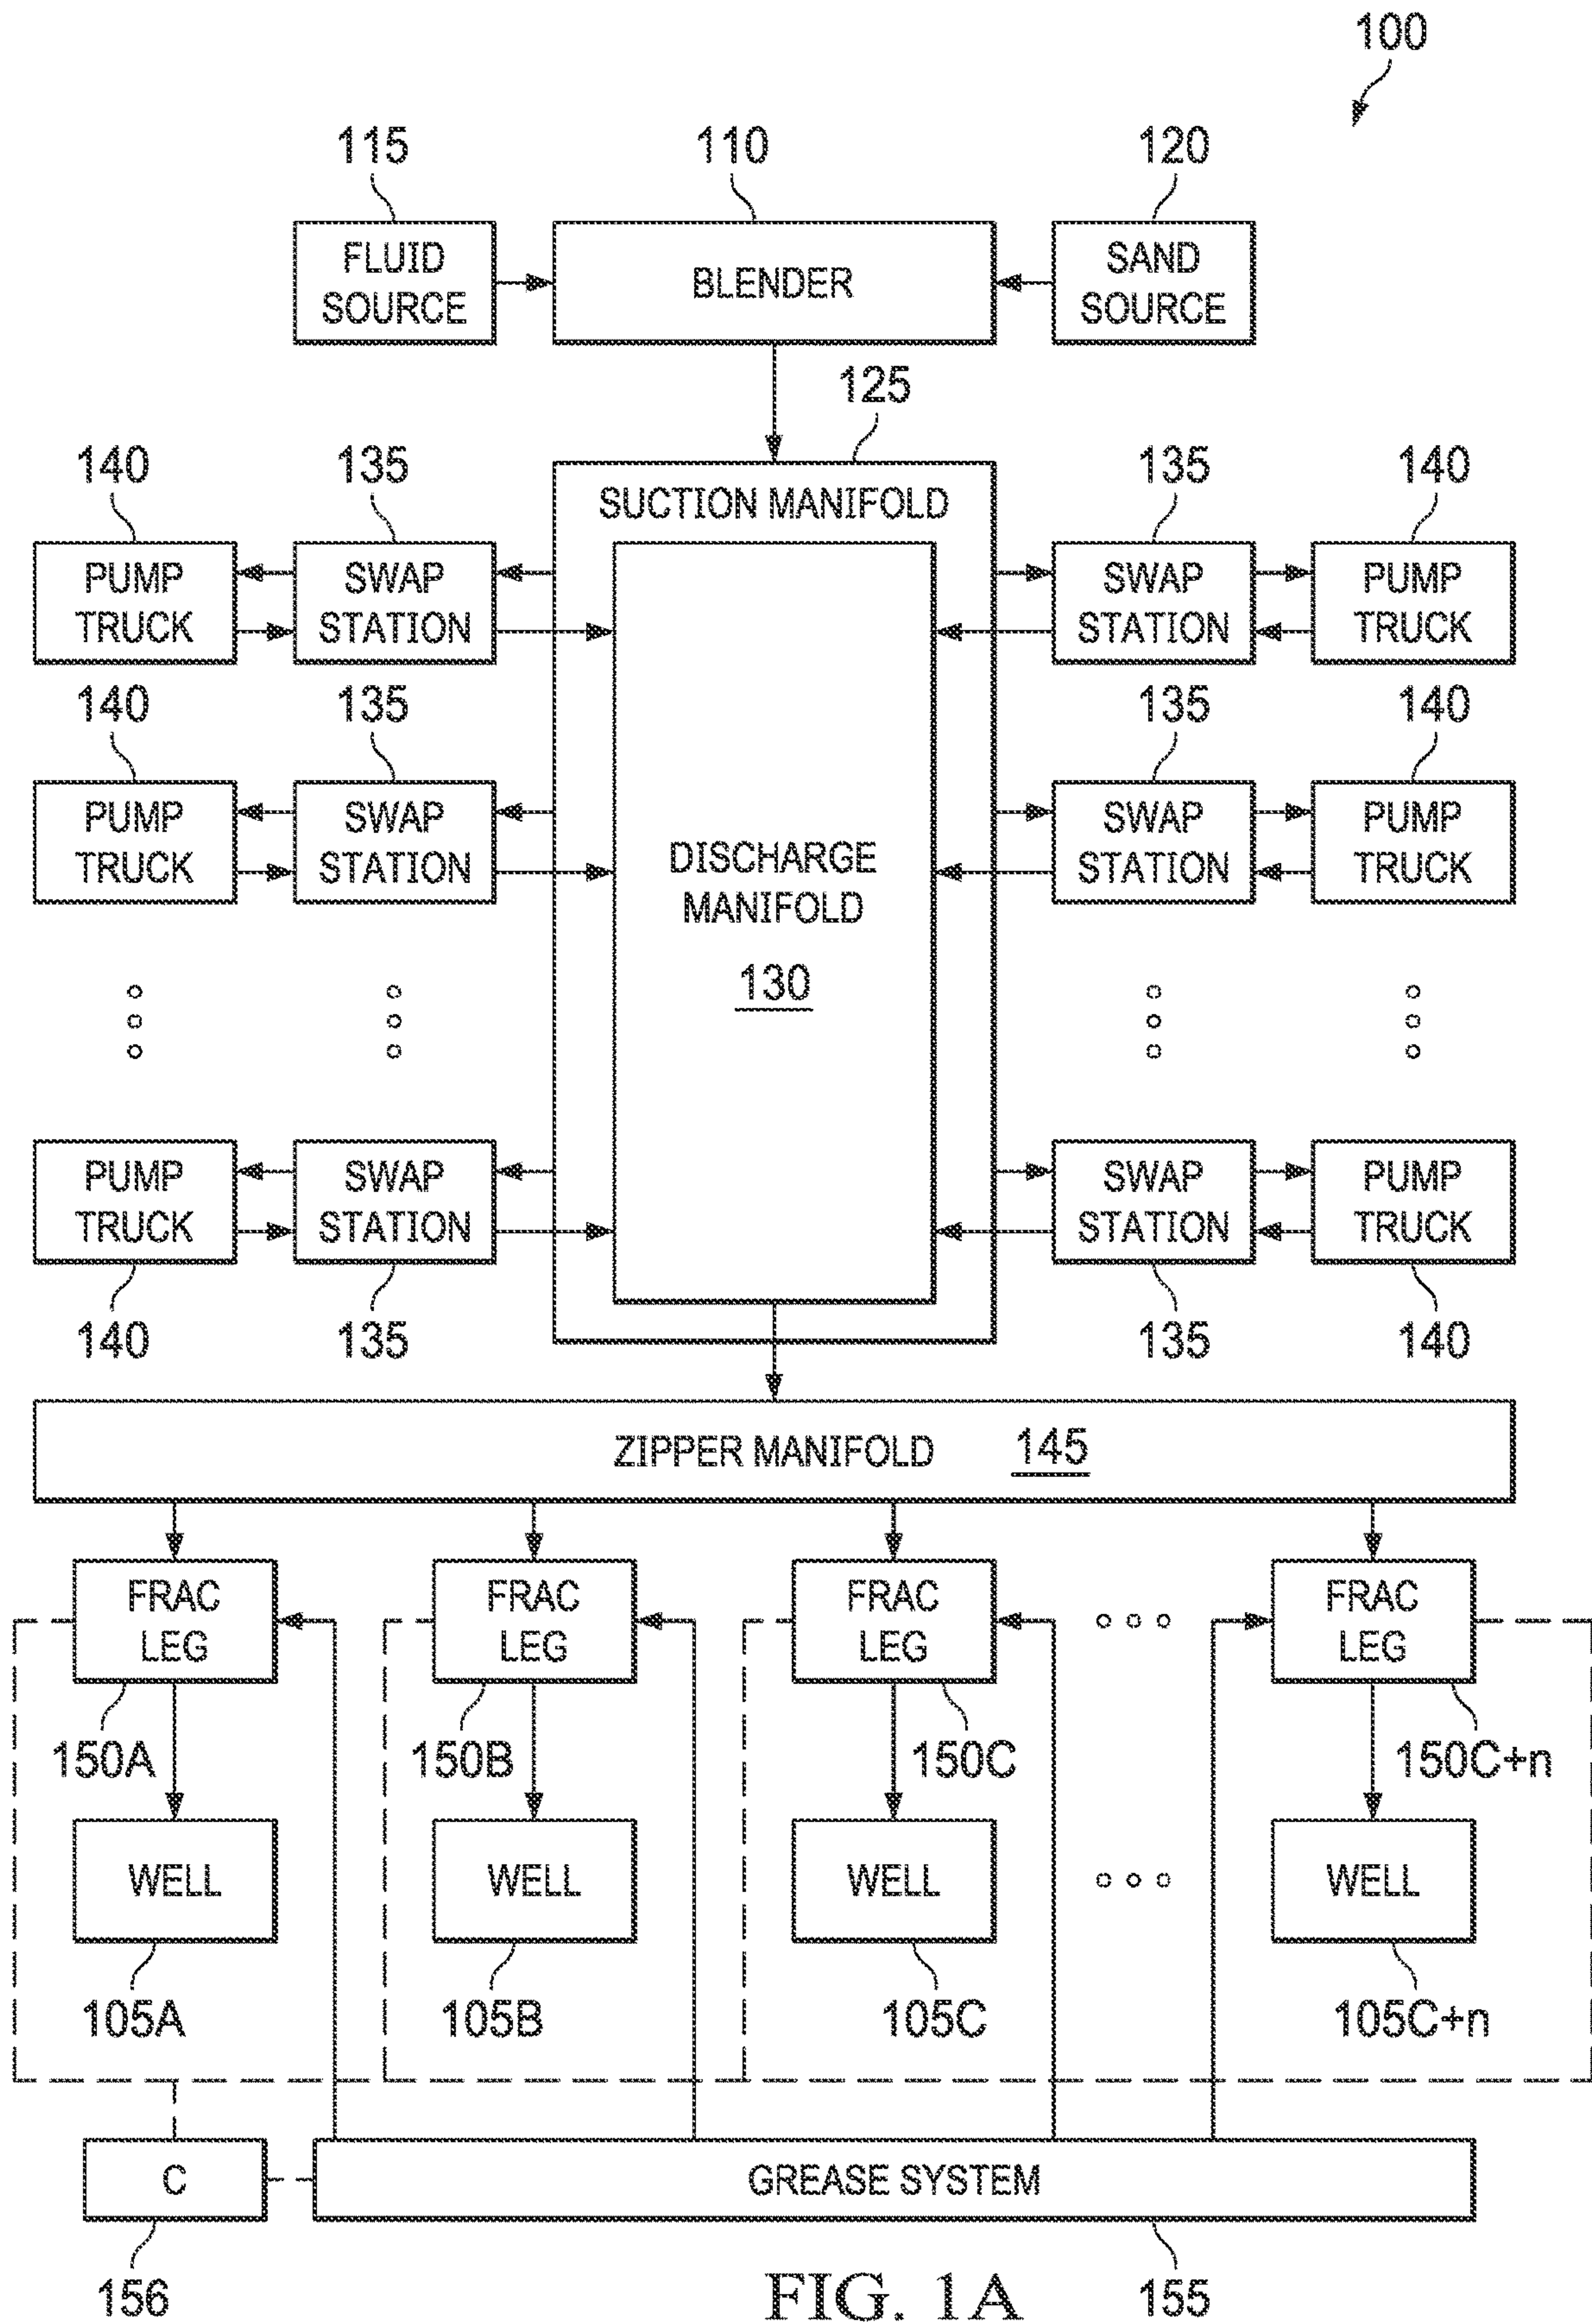 100
115 110 120
FLUID SOURCE
BLENDER
SAND SOURCE
125
140 135 135 140
SUCTION MANIFOLD
PUMP TRUCK
SWAP STATION
SWAP STATION
PUMP TRUCK
140 135 135 140
PUMP TRUCK
SWAP STATION
SWAP STATION
PUMP TRUCK
DISCHARGE
MANIFOLD
130
PUMP TRUCK
SWAP STATION
SWAP STATION
PUMP TRUCK
140 135 135 140
ZIPPER MANIFOLD 145
FRAC LEG
FRAC LEG
FRAC LEG
FRAC LEG
150A 150B 150C 150C+n
WELL WELL WELL WELL
105A 105B 105C 105C+n
C GREASE SYSTEM
156 155
FIG. 1A